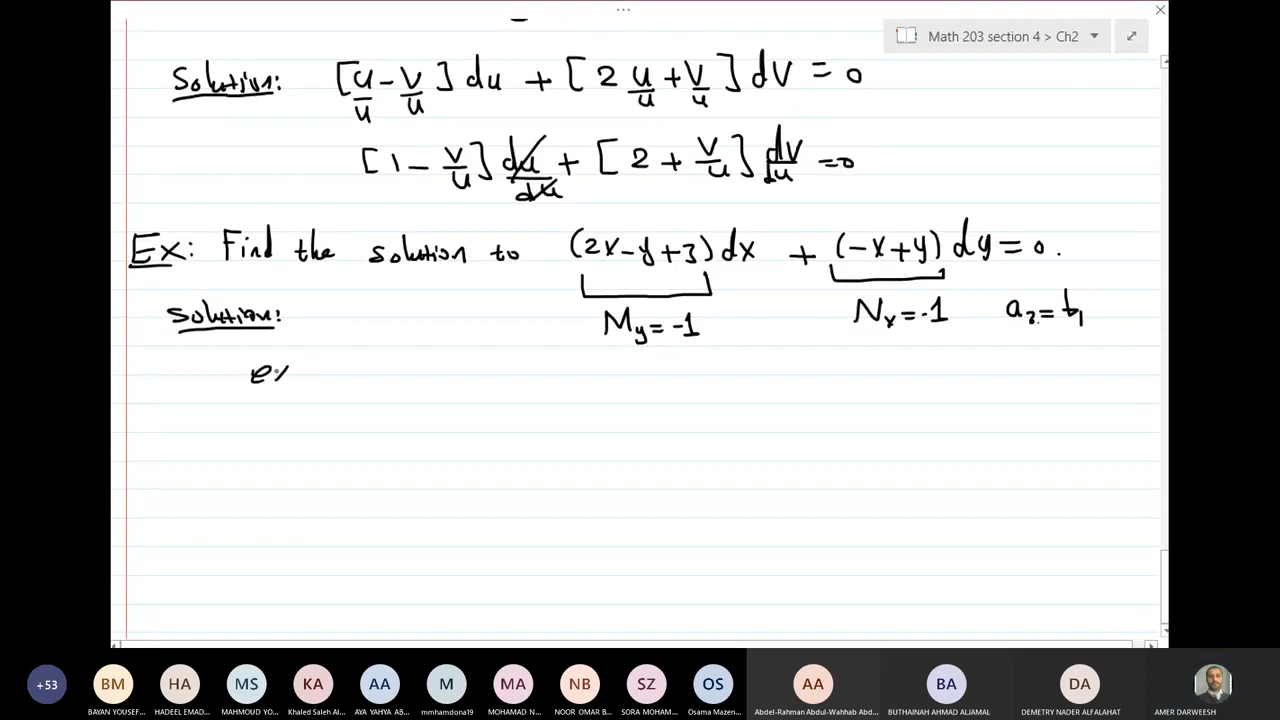 Math 203 section 4 > Ch2
Solution: [u/u - v/u] du + [2 u/u + v/u] dv = 0
[1 - v/u] du/du + [2 + v/u] dv/du = 0
Ex: Find the solution to (2x-y+3)dx + (-x+y)dy=0.
Solution: My = -1 Nx = -1 a2 = b1
ex
+53 BM HA MS KA AA M MA NB SZ OS AA BA DA
BAYAN YOUSEF... HADEEL EMAD... MAHMOUD YO... Khaled Saleh Al... AYA YAHYA AB... mmhamdona19 MOHAMAD N... NOOR OMAR B... SORA MOHAM... Osama Mazen... Abdel-Rahman Abdul-Wahhab Abd... BUTHAINAH AHMAD ALJAMAL DEMETRY NADER ALFALAHAT AMER DARWEESH